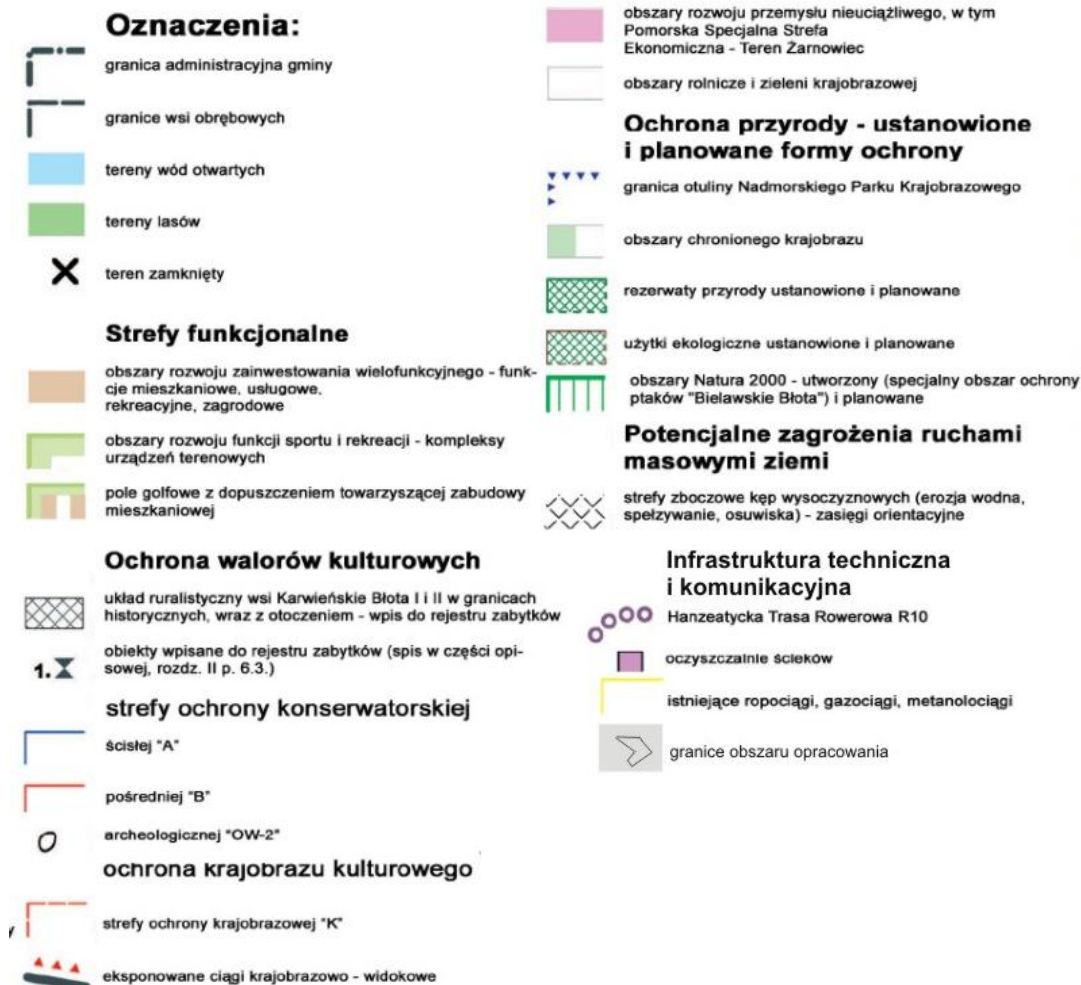 Oznaczenia:
granica administracyjna gminy
granice wsi obrębowych
tereny wód otwartych
tereny lasów
teren zamknięty
Strefy funkcjonalne
obszary rozwoju zainwestowania wielofunkcyjnego - funk-
cje mieszkaniowe, usługowe,
rekreacyjne, zagrodowe
obszary rozwoju funkcji sportu i rekreacji - kompleksy
urządzeń terenowych
pole golfowe z dopuszczeniem towarzyszącej zabudowy
mieszkaniowej
Ochrona walorów kulturowych
układ ruralistyczny wsi Karwieńskie Błota I i II w granicach
historycznych, wraz z otoczeniem - wpis do rejestru zabytków
1. obiekty wpisane do rejestru zabytków (spis w części opi-
sowej, rozdz. II p. 6.3.)
strefy ochrony konserwatorskiej
ścisłej "A"
pośredniej "B"
archeologicznej "OW-2"
ochrona krajobrazu kulturowego
strefy ochrony krajobrazowej "K"
eksponowane ciągi krajobrazowo - widokowe
obszary rozwoju przemysłu nieuciążliwego, w tym
Pomorska Specjalna Strefa
Ekonomiczna - Teren Żarnowiec
obszary rolnicze i zieleni krajobrazowej
Ochrona przyrody - ustanowione
i planowane formy ochrony
granica otuliny Nadmorskiego Parku Krajobrazowego
obszary chronionego krajobrazu
rezerwaty przyrody ustanowione i planowane
użytki ekologiczne ustanowione i planowane
obszary Natura 2000 - utworzony (specjalny obszar ochrony
ptaków "Bielawskie Błota") i planowane
Potencjalne zagrożenia ruchami
masowymi ziemi
strefy zboczowe kęp wysoczyznowych (erozja wodna,
spełzywanie, osuwiska) - zasięgi orientacyjne
Infrastruktura techniczna
i komunikacyjna
Hanzeatycka Trasa Rowerowa R10
oczyszczalnie ścieków
istniejące ropociągi, gazociągi, metanolociągi
granice obszaru opracowania